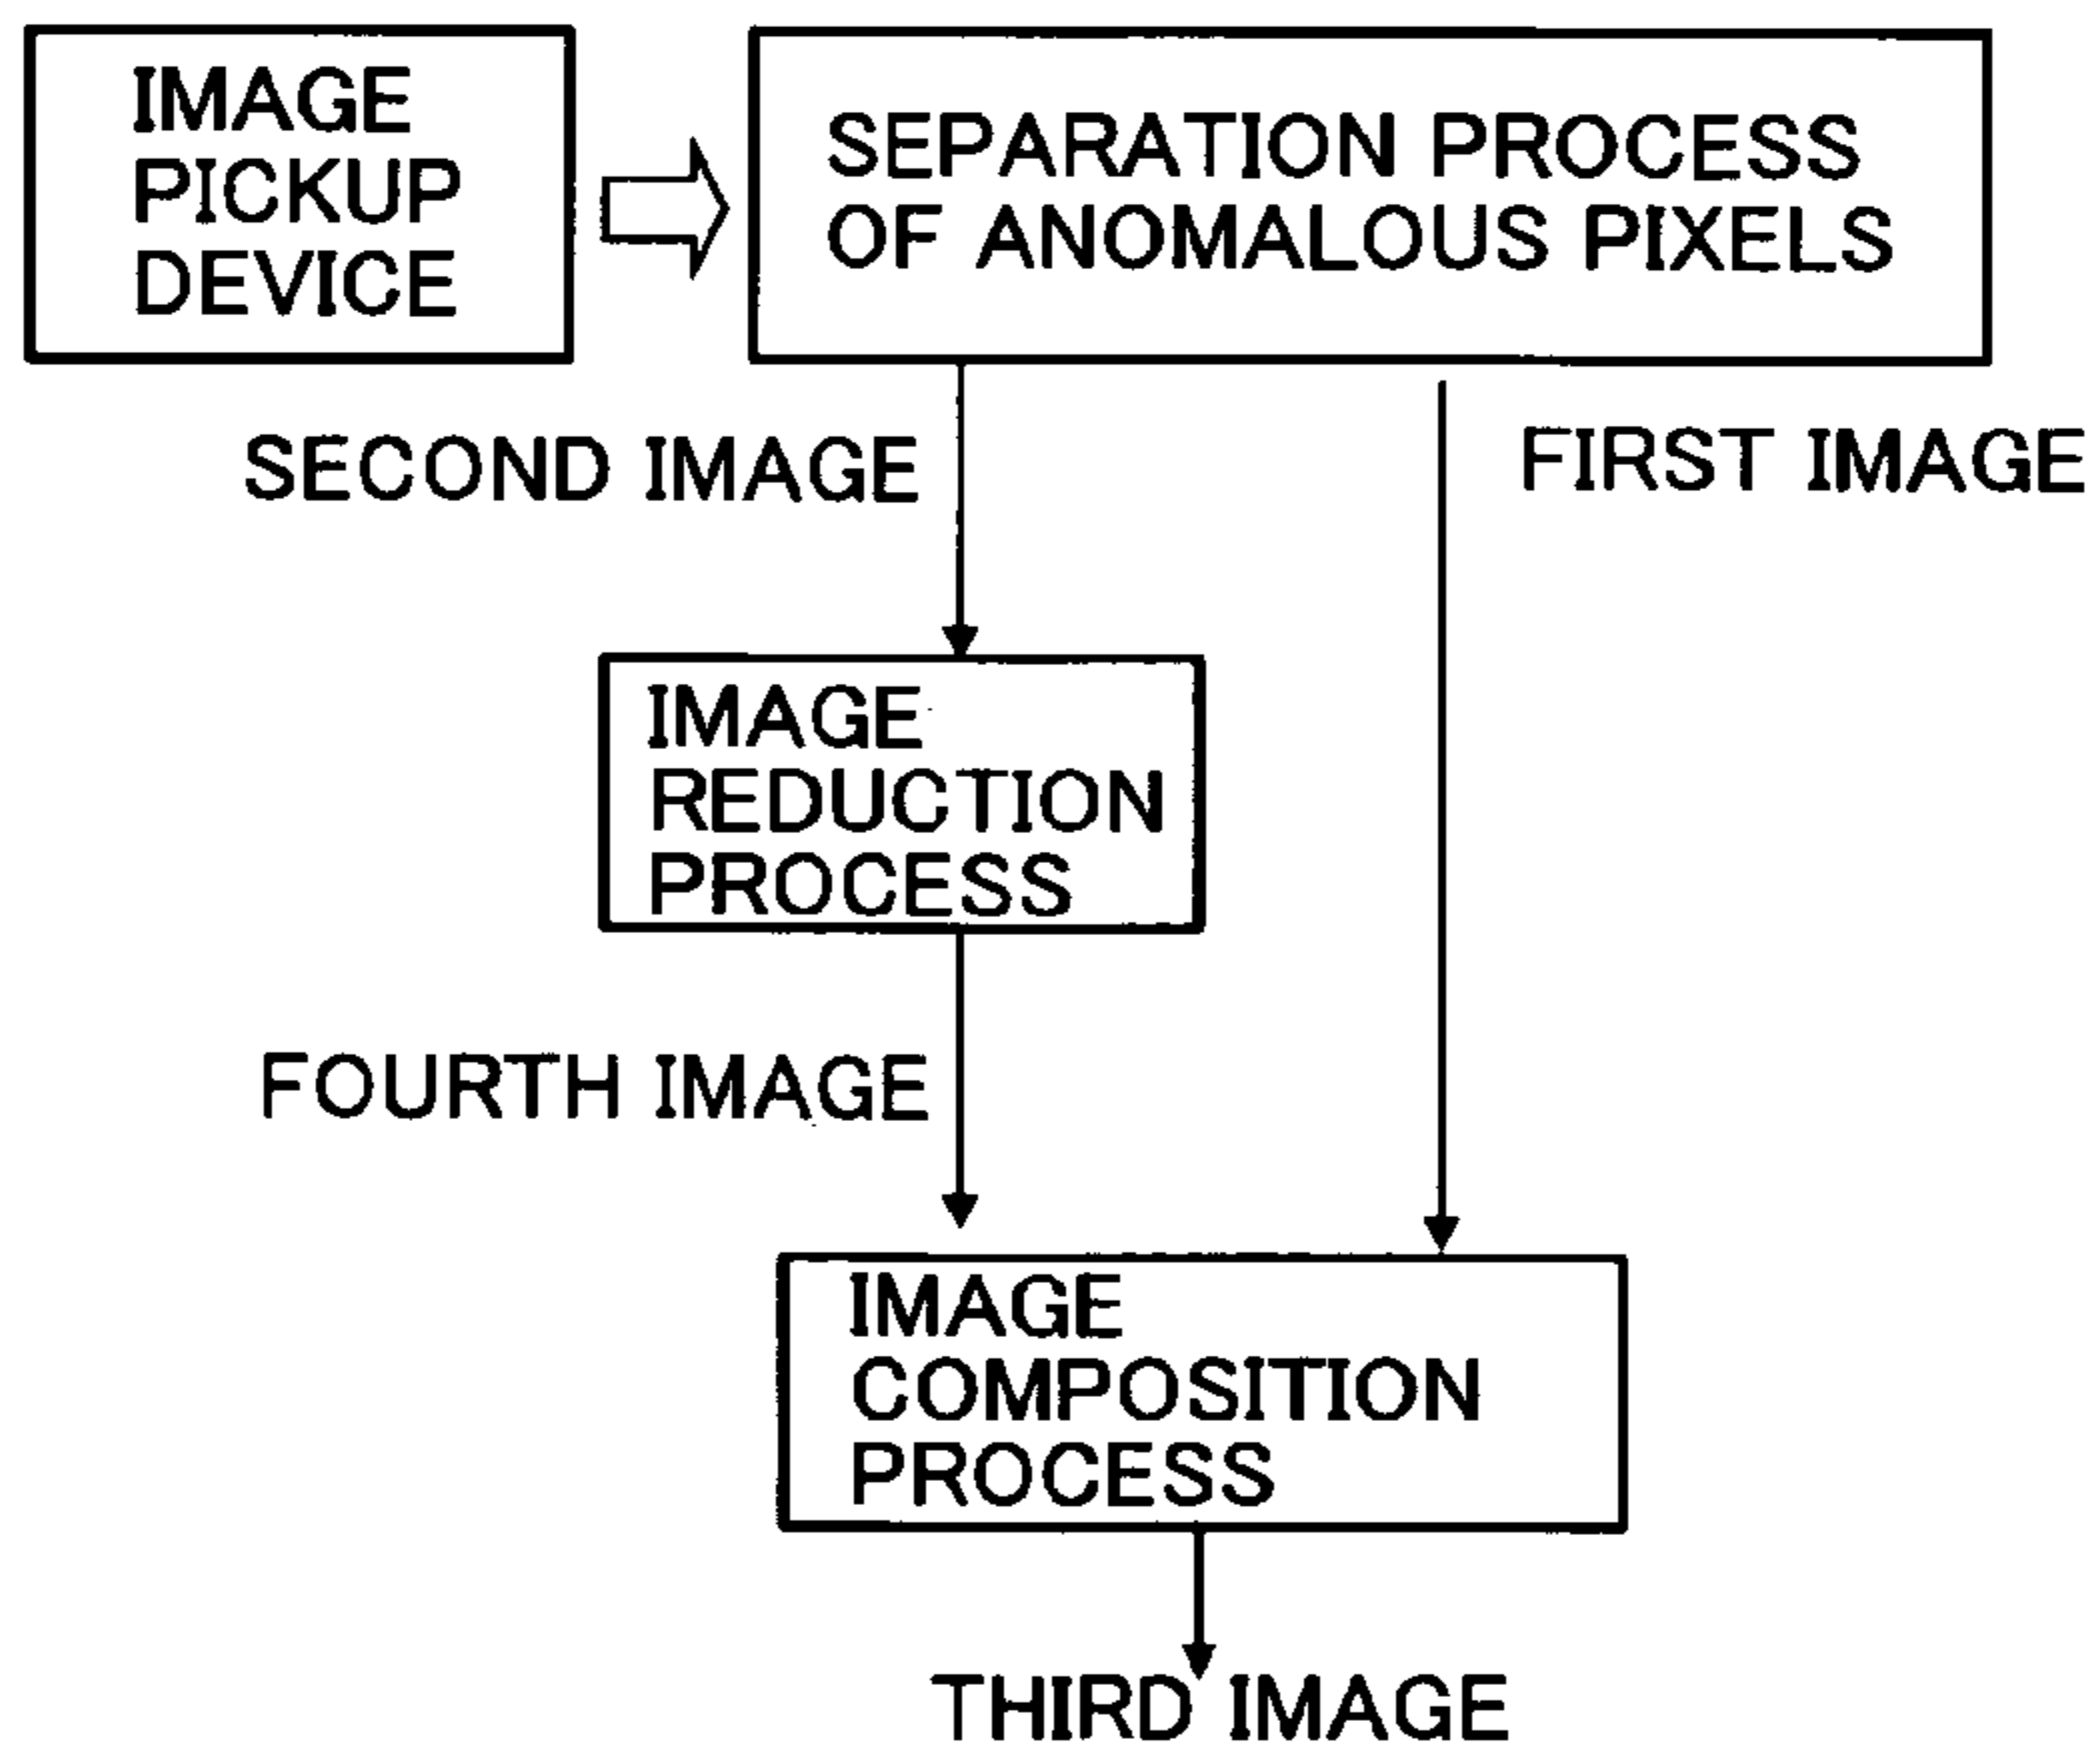 IMAGE
PICKUP
DEVICE
SEPARATION PROCESS
OF ANOMALOUS PIXELS
SECOND IMAGE
FIRST IMAGE
IMAGE
REDUCTION
PROCESS
FOURTH IMAGE
IMAGE
COMPOSITION
PROCESS
THIRD IMAGE